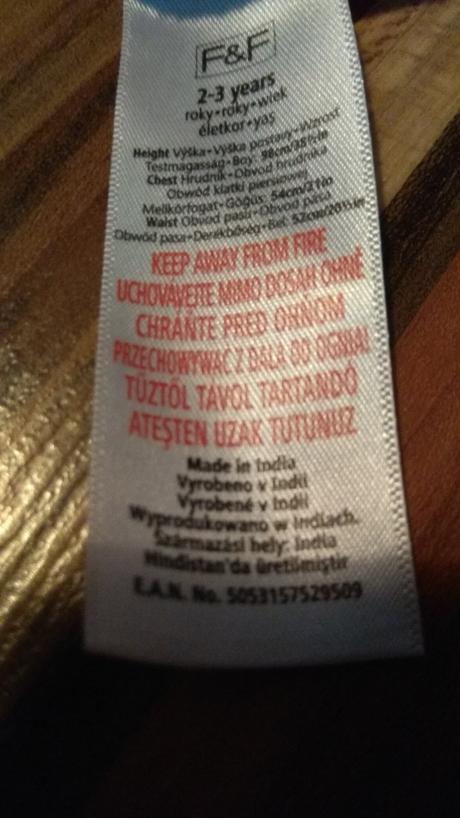 F&F
2-3 years
roky•roky•wiek
életkor•yaş
Height Výška•Výška postavy•Wzrost
Testmagasság•Boy: 98cm/38½in
Chest Hrudník•Obvod hrudníka
Obwód klatki piersiowej
Mellkörfogat•Göğüs: 54cm/21in
Waist Obvod pasu•Obvod pása
Obwód pasa•Derékbőség•Bel: 52cm/20½in
KEEP AWAY FROM FIRE
UCHOVÁVEJTE MIMO DOSAH OHNĚ
CHRÁŇTE PRED OHŇOM
PRZECHOWYWAĆ Z DALA OD OGNIA!
TŰZTŐL TÁVOL TARTANDÓ
ATEŞTEN UZAK TUTUNUZ
Made in India
Vyrobeno v Indii
Vyrobené v Indii
Wyprodukowano w Indiach.
Származási hely: India
Hindistan'da üretilmiştir
E.A.N. No. 5053157529509